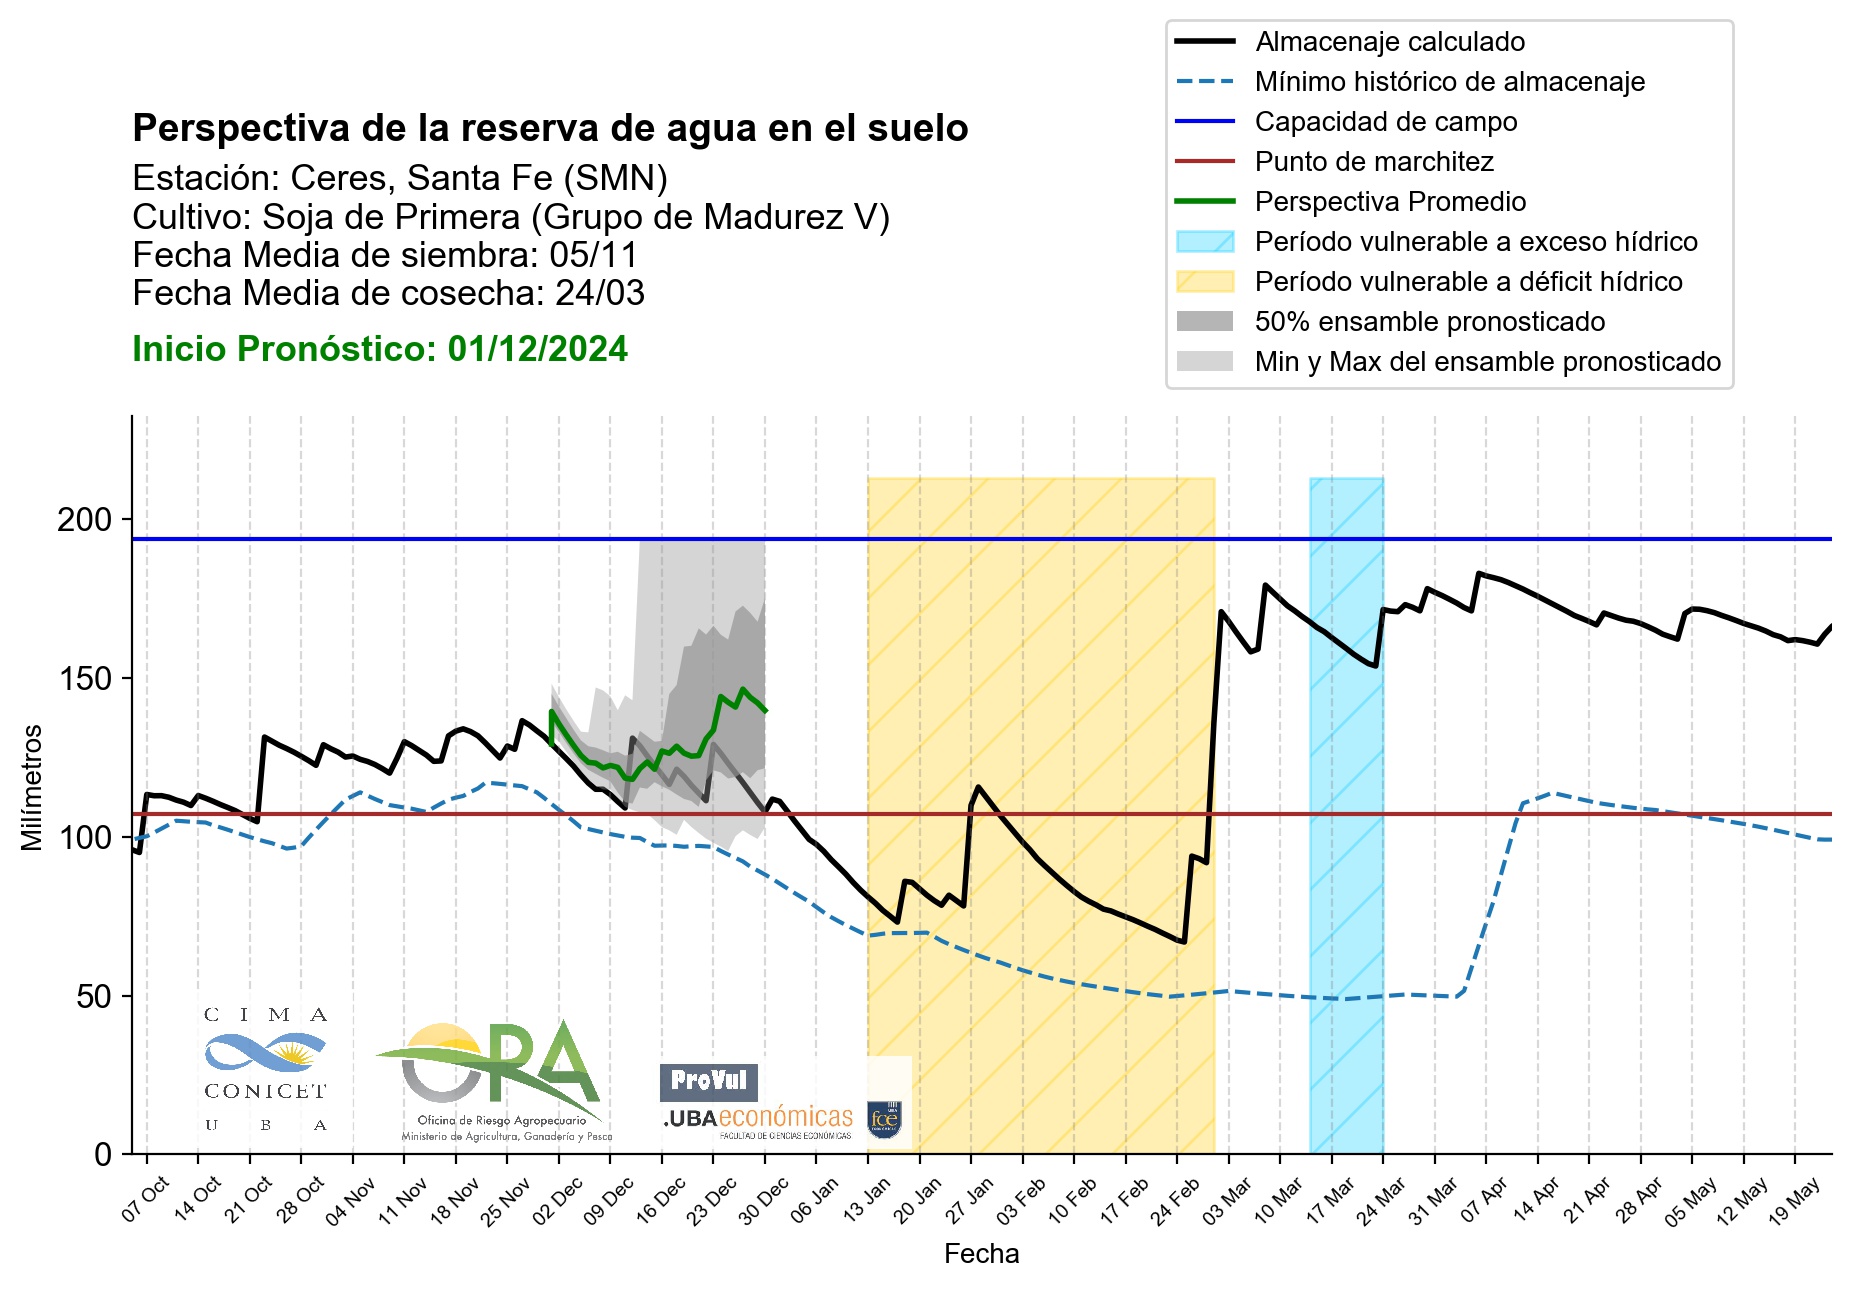 Almacenaje calculado
Mínimo histórico de almacenaje
Capacidad de campo
Punto de marchitez
Perspectiva Promedio
Período vulnerable a exceso hídrico
Período vulnerable a déficit hídrico
50% ensamble pronosticado
Min y Max del ensamble pronosticado
Perspectiva de la reserva de agua en el suelo
Estación: Ceres, Santa Fe (SMN)
Cultivo: Soja de Primera (Grupo de Madurez V)
Fecha Media de siembra: 05/11
Fecha Media de cosecha: 24/03
Inicio Pronóstico: 01/12/2024
Milímetros
200
150
100
50
0
CIMA
CONICET
UBA
ORA
Oficina de Riesgo Agropecuario
Ministerio de Agricultura, Ganadería y Pesca
ProVul
.UBAeconómicas
FACULTAD DE CIENCIAS ECONÓMICAS
UBA
fce
ECONÓMICAS
07 Oct
14 Oct
21 Oct
28 Oct
04 Nov
11 Nov
18 Nov
25 Nov
02 Dec
09 Dec
16 Dec
23 Dec
30 Dec
06 Jan
13 Jan
20 Jan
27 Jan
03 Feb
10 Feb
17 Feb
24 Feb
03 Mar
10 Mar
17 Mar
24 Mar
31 Mar
07 Apr
14 Apr
21 Apr
28 Apr
05 May
12 May
19 May
Fecha